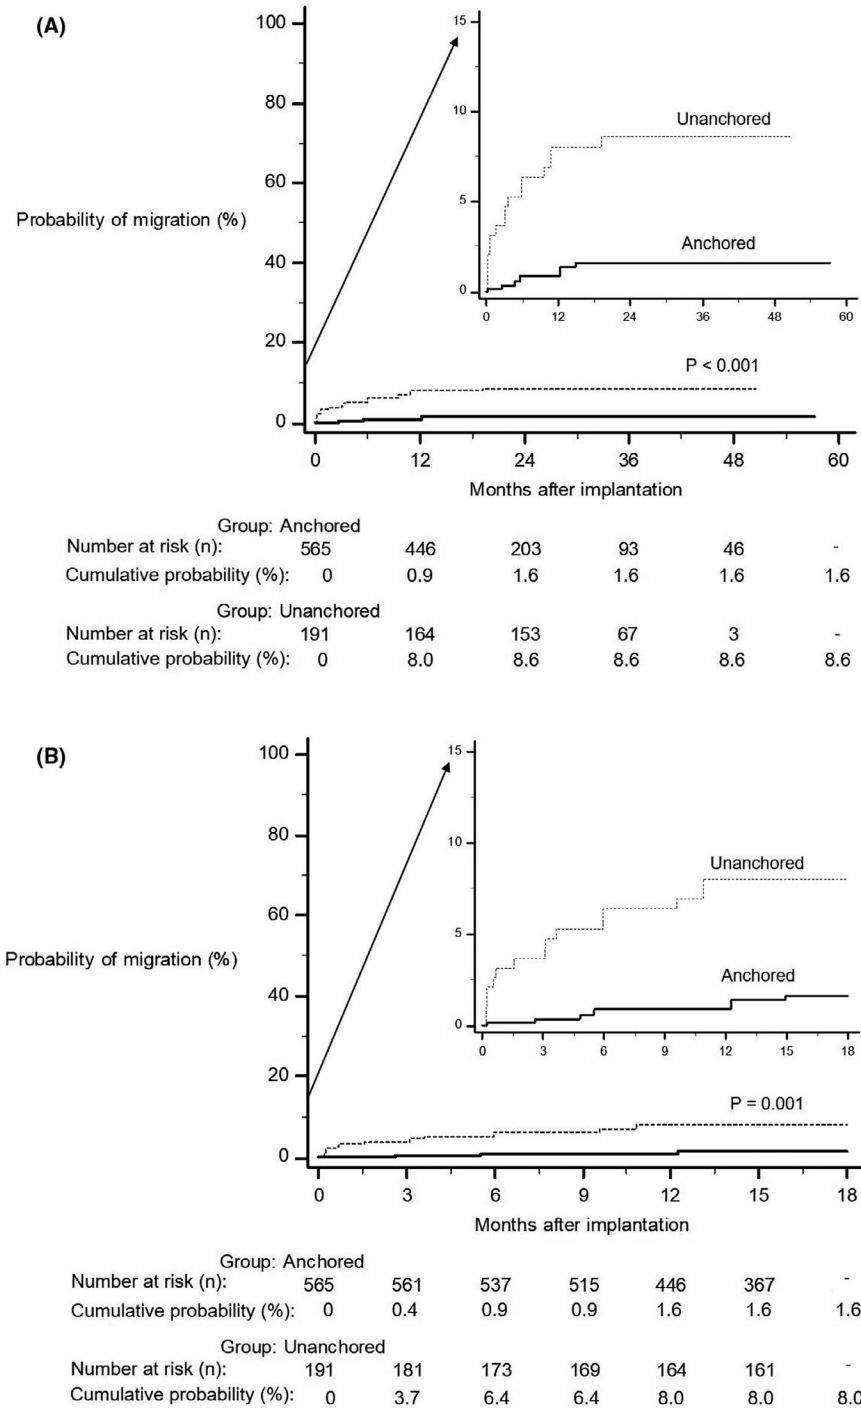 (A)
100
80
60
40
20
0
Probability of migration (%)
15
10
5
0
Unanchored
Anchored
0 12 24 36 48 60
P < 0.001
0 12 24 36 48 60
Months after implantation
Group: Anchored
Number at risk (n): 565 446 203 93 46 -
Cumulative probability (%): 0 0.9 1.6 1.6 1.6 1.6
Group: Unanchored
Number at risk (n): 191 164 153 67 3 -
Cumulative probability (%): 0 8.0 8.6 8.6 8.6 8.6
(B)
100
80
60
40
20
0
Probability of migration (%)
15
10
5
0
Unanchored
Anchored
0 3 6 9 12 15 18
P = 0.001
0 3 6 9 12 15 18
Months after implantation
Group: Anchored
Number at risk (n): 565 561 537 515 446 367 -
Cumulative probability (%): 0 0.4 0.9 0.9 1.6 1.6 1.6
Group: Unanchored
Number at risk (n): 191 181 173 169 164 161 -
Cumulative probability (%): 0 3.7 6.4 6.4 8.0 8.0 8.0